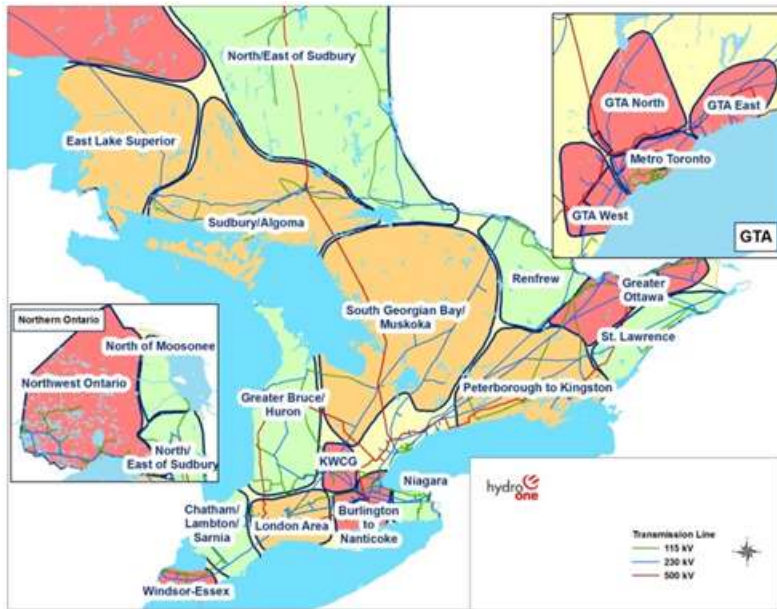 North/East of Sudbury
East Lake Superior
Sudbury/Algoma
GTA North
GTA East
Metro Toronto
GTA West
GTA
Renfrew
Greater
Ottawa
St. Lawrence
South Georgian Bay/
Muskoka
Peterborough to Kingston
Northern Ontario
North of Moosonee
Northwest Ontario
North/
East of Sudbury
Greater Bruce/
Huron
KWCG
Niagara
Chatham/
Lambton/
Sarnia
London Area
Burlington
to
Nanticoke
Windsor-Essex
hydro
one
Transmission Line
115 kV
230 kV
500 kV